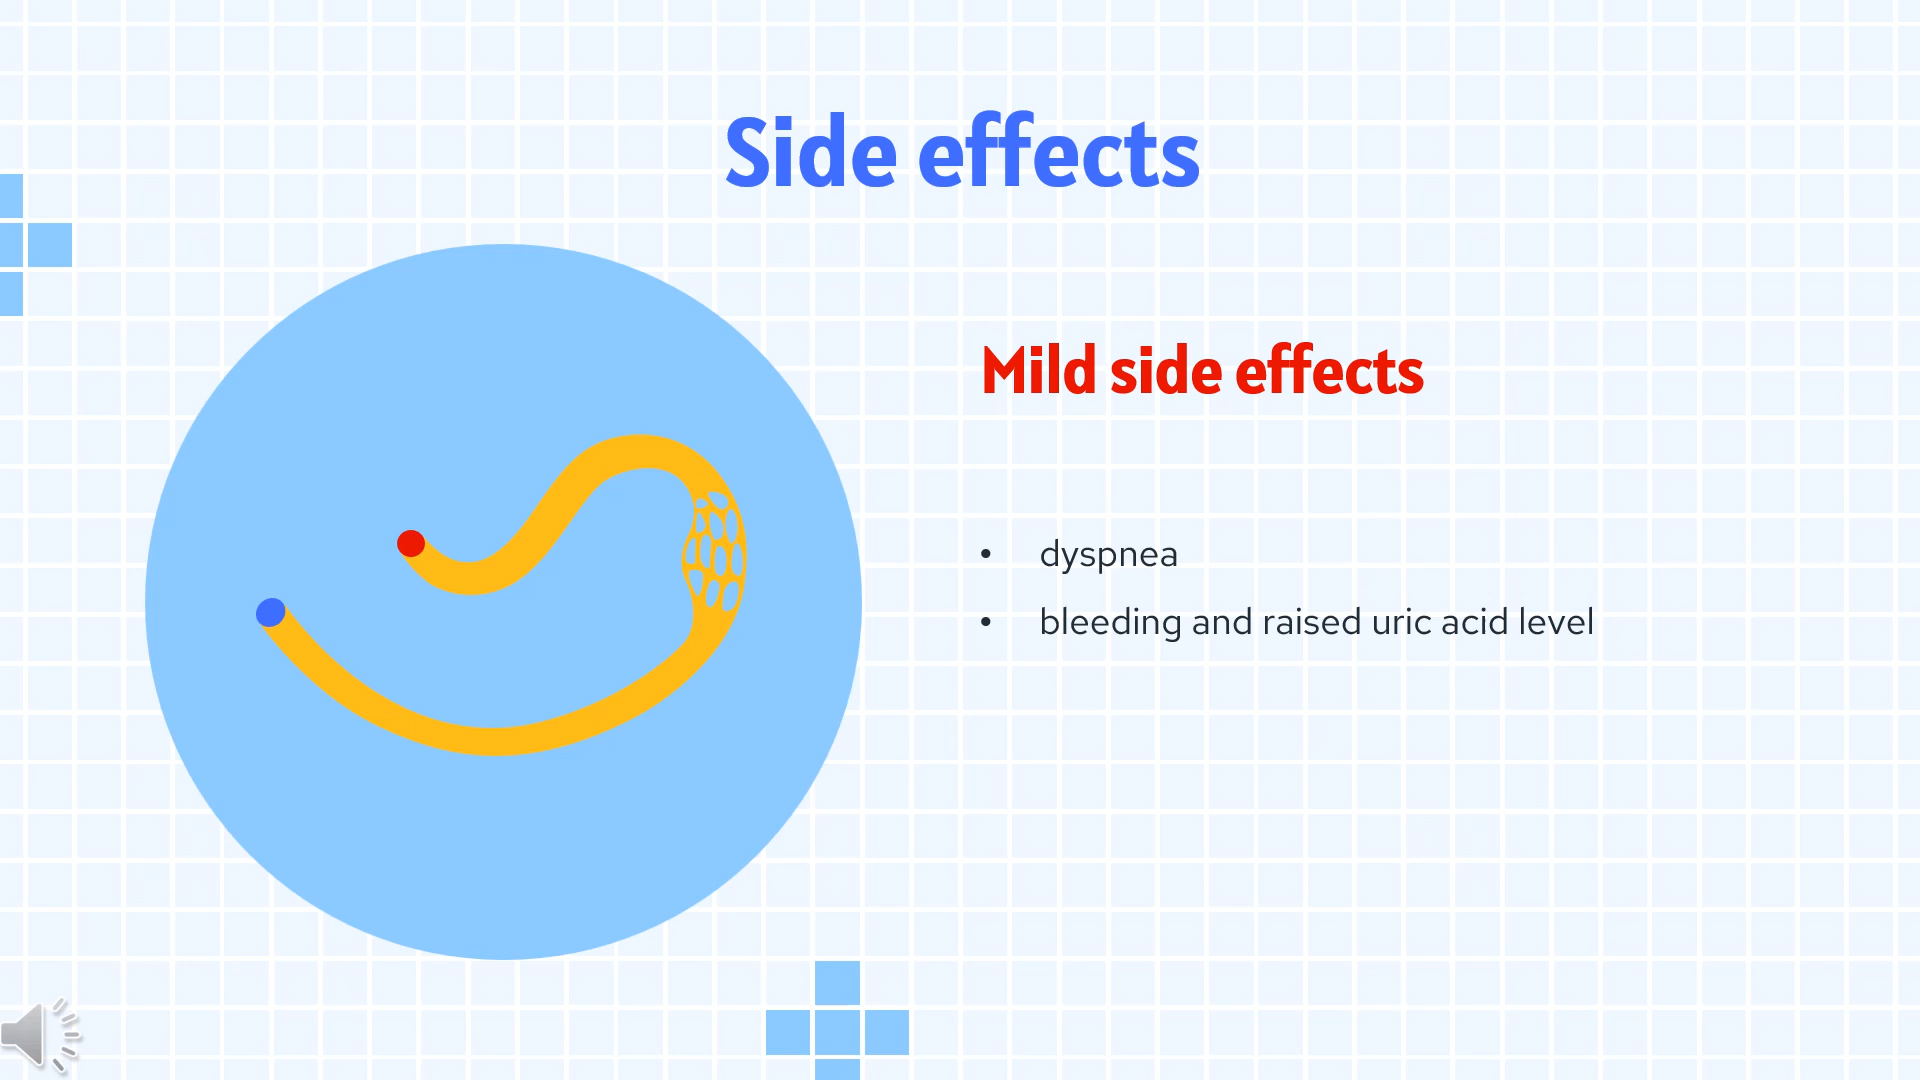 Side effects
Mild side effects
• dyspnea
• bleeding and raised uric acid level